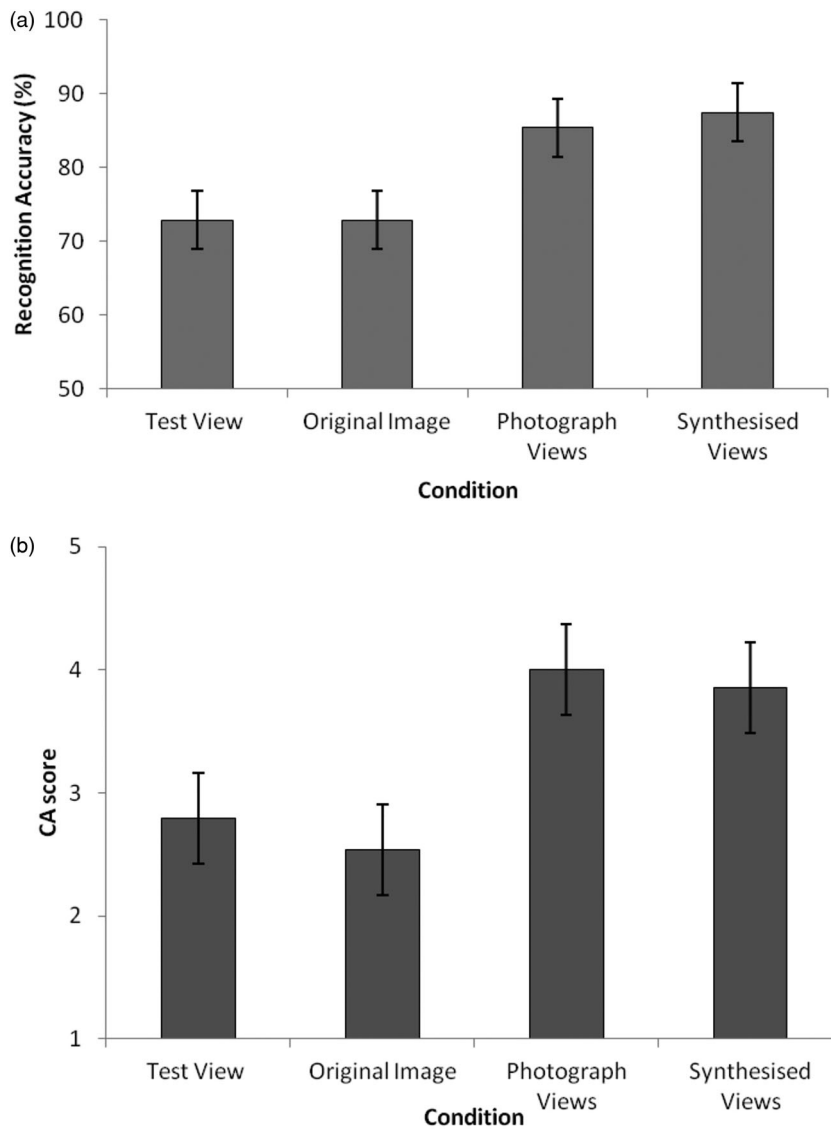 (a)
100
90
80
70
60
50
Recognition Accuracy (%)
Test View
Original Image
Photograph
Views
Synthesised
Views
Condition
(b)
5
4
3
2
1
CA score
Test View
Original Image
Photograph
Views
Synthesised
Views
Condition